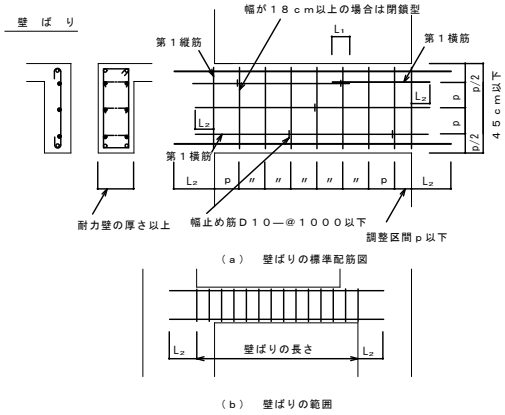 壁ばり
幅が18cm以上の場合は閉鎖型
第1縦筋
L₁
第1横筋
L₂
L₂
p/2
p
p
p/2
45cm以下
第1横筋
L₂
p
〃
〃
〃
〃
〃
p
L₂
耐力壁の厚さ以上
幅止め筋D10―@1000以下
調整区間p以下
(a) 壁ばりの標準配筋図
L₂
壁ばりの長さ
L₂
(b) 壁ばりの範囲